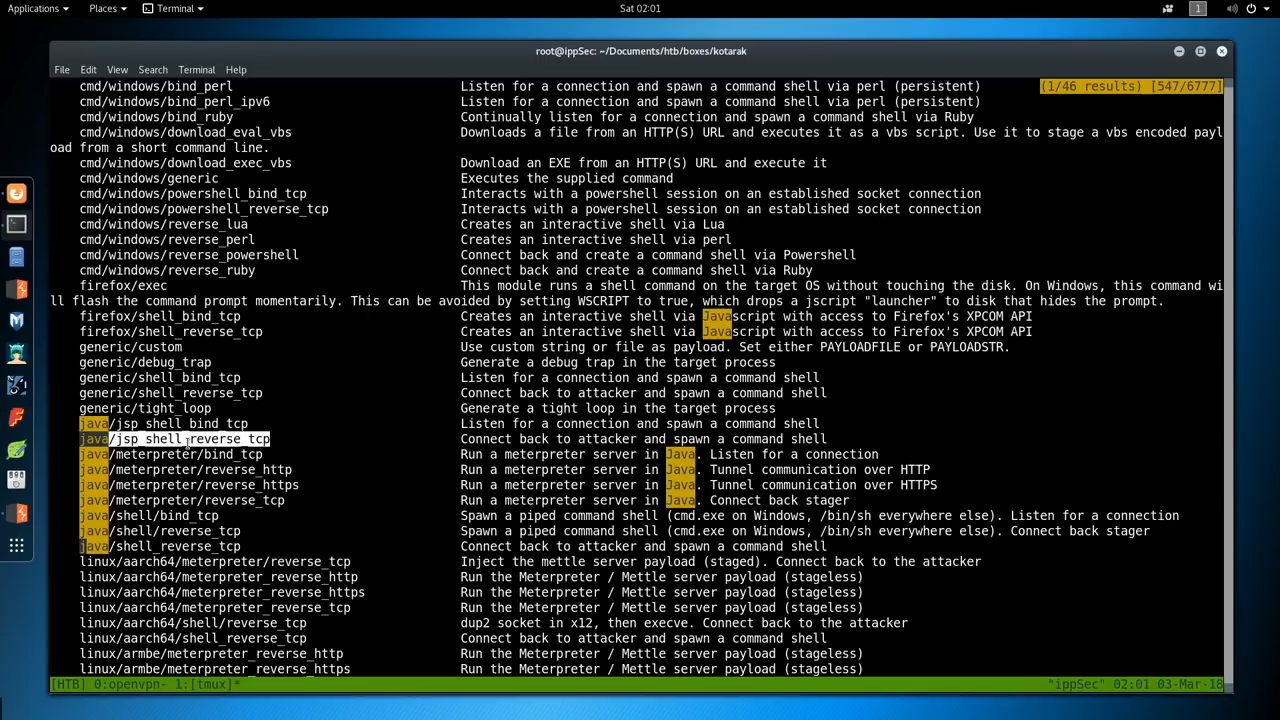 Applications Places Terminal Sat 02:01 1
root@ippSec: ~/Documents/htb/boxes/kotarak
File Edit View Search Terminal Help
cmd/windows/bind_perl Listen for a connection and spawn a command shell via perl (persistent) (1/46 results) [547/6777]
cmd/windows/bind_perl_ipv6 Listen for a connection and spawn a command shell via perl (persistent)
cmd/windows/bind_ruby Continually listen for a connection and spawn a command shell via Ruby
cmd/windows/download_eval_vbs Downloads a file from an HTTP(S) URL and executes it as a vbs script. Use it to stage a vbs encoded payl
oad from a short command line.
cmd/windows/download_exec_vbs Download an EXE from an HTTP(S) URL and execute it
cmd/windows/generic Executes the supplied command
cmd/windows/powershell_bind_tcp Interacts with a powershell session on an established socket connection
cmd/windows/powershell_reverse_tcp Interacts with a powershell session on an established socket connection
cmd/windows/reverse_lua Creates an interactive shell via Lua
cmd/windows/reverse_perl Creates an interactive shell via perl
cmd/windows/reverse_powershell Connect back and create a command shell via Powershell
cmd/windows/reverse_ruby Connect back and create a command shell via Ruby
firefox/exec This module runs a shell command on the target OS without touching the disk. On Windows, this command wi
ll flash the command prompt momentarily. This can be avoided by setting WSCRIPT to true, which drops a jscript "launcher" to disk that hides the prompt.
firefox/shell_bind_tcp Creates an interactive shell via Javascript with access to Firefox's XPCOM API
firefox/shell_reverse_tcp Creates an interactive shell via Javascript with access to Firefox's XPCOM API
generic/custom Use custom string or file as payload. Set either PAYLOADFILE or PAYLOADSTR.
generic/debug_trap Generate a debug trap in the target process
generic/shell_bind_tcp Listen for a connection and spawn a command shell
generic/shell_reverse_tcp Connect back to attacker and spawn a command shell
generic/tight_loop Generate a tight loop in the target process
java/jsp_shell_bind_tcp Listen for a connection and spawn a command shell
java/jsp_shell_reverse_tcp Connect back to attacker and spawn a command shell
java/meterpreter/bind_tcp Run a meterpreter server in Java. Listen for a connection
java/meterpreter/reverse_http Run a meterpreter server in Java. Tunnel communication over HTTP
java/meterpreter/reverse_https Run a meterpreter server in Java. Tunnel communication over HTTPS
java/meterpreter/reverse_tcp Run a meterpreter server in Java. Connect back stager
java/shell/bind_tcp Spawn a piped command shell (cmd.exe on Windows, /bin/sh everywhere else). Listen for a connection
java/shell/reverse_tcp Spawn a piped command shell (cmd.exe on Windows, /bin/sh everywhere else). Connect back stager
java/shell_reverse_tcp Connect back to attacker and spawn a command shell
linux/aarch64/meterpreter/reverse_tcp Inject the mettle server payload (staged). Connect back to the attacker
linux/aarch64/meterpreter_reverse_http Run the Meterpreter / Mettle server payload (stageless)
linux/aarch64/meterpreter_reverse_https Run the Meterpreter / Mettle server payload (stageless)
linux/aarch64/meterpreter_reverse_tcp Run the Meterpreter / Mettle server payload (stageless)
linux/aarch64/shell/reverse_tcp dup2 socket in x12, then execve. Connect back to the attacker
linux/aarch64/shell_reverse_tcp Connect back to attacker and spawn a command shell
linux/armbe/meterpreter_reverse_http Run the Meterpreter / Mettle server payload (stageless)
linux/armbe/meterpreter_reverse_https Run the Meterpreter / Mettle server payload (stageless)
[HTB] 0:openvpn- 1:[tmux]* "ippSec" 02:01 03-Mar-18